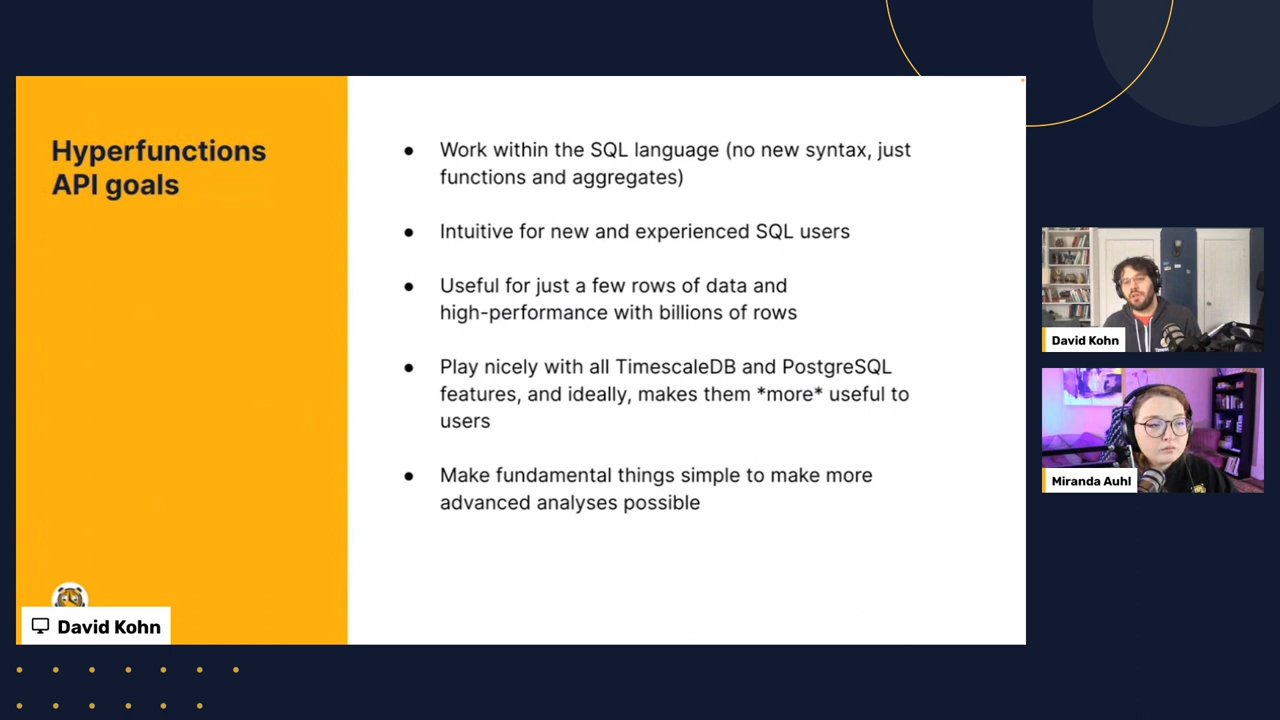 Hyperfunctions
API goals
● Work within the SQL language (no new syntax, just
functions and aggregates)
● Intuitive for new and experienced SQL users
● Useful for just a few rows of data and
high-performance with billions of rows
● Play nicely with all TimescaleDB and PostgreSQL
features, and ideally, makes them *more* useful to
users
● Make fundamental things simple to make more
advanced analyses possible
David Kohn
David Kohn
Miranda Auhl